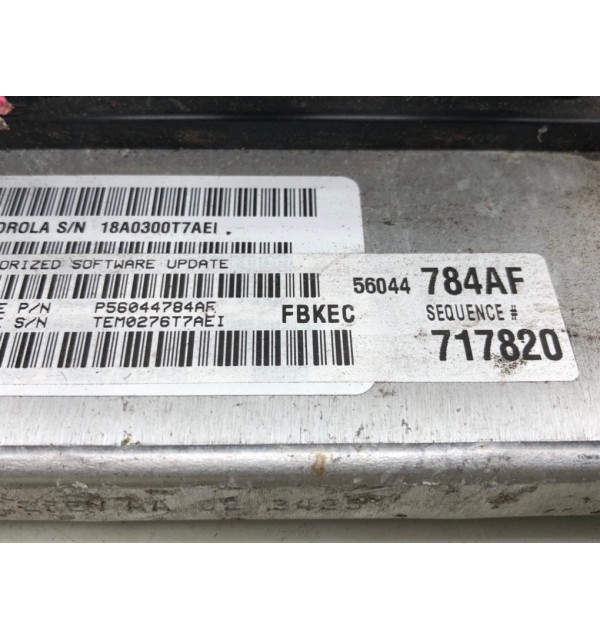 OROLA S/N 18A0300T7AEI
ORIZED SOFTWARE UPDATE
E P/N P56044784AF
S/N TEM0276T7AEI
FBKEC
56044 784AF
SEQUENCE #
717820